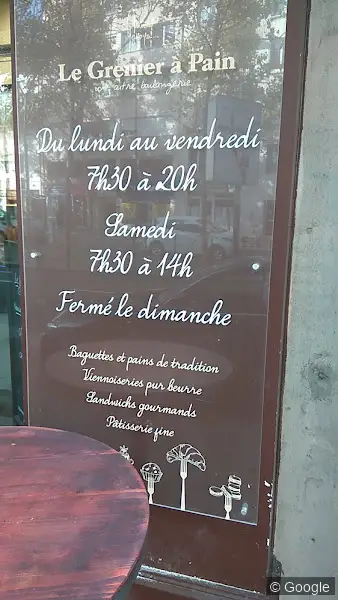 Le Grenier à Pain
Du lundi au vendredi
7h30 à 20h
Samedi
7h30 à 14h
Fermé le dimanche
Baguettes et pains de tradition
Viennoiseries pur beurre
Sandwichs gourmands
Pâtisserie fine
© Google